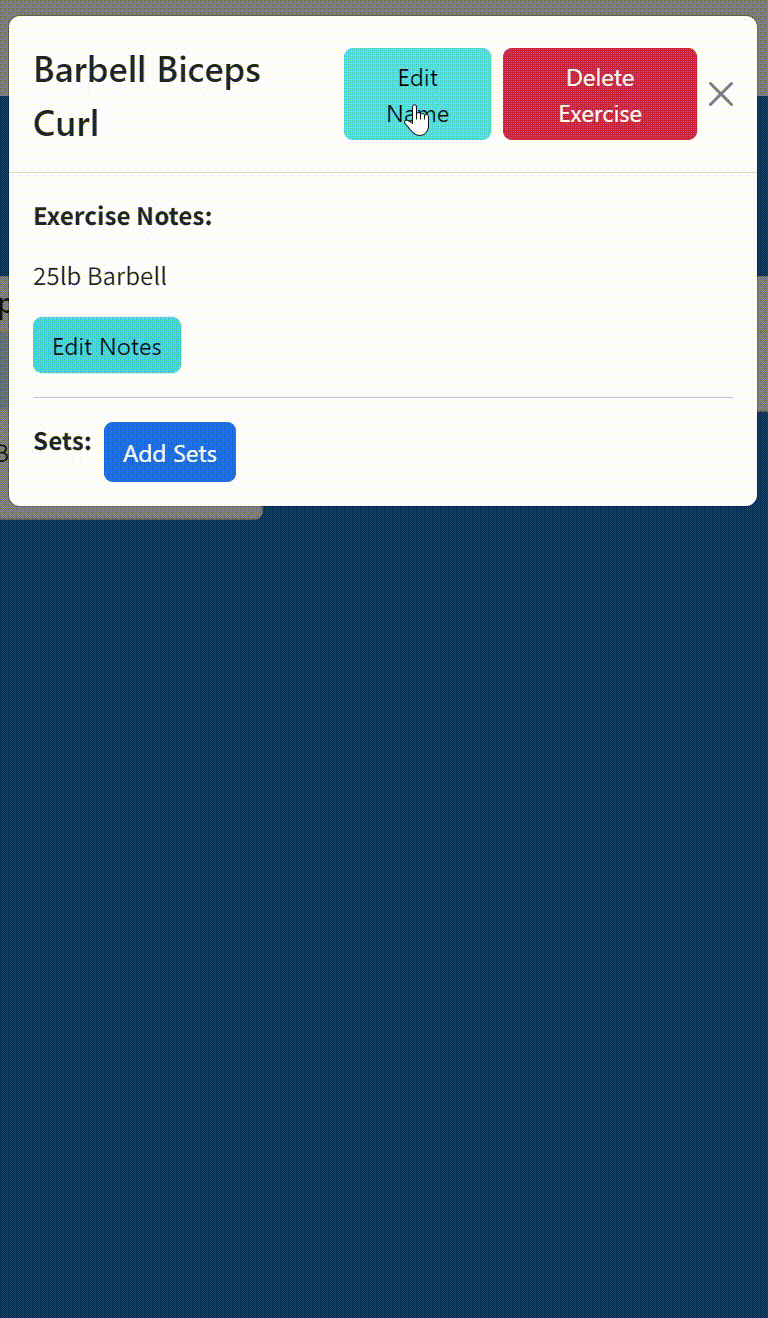 Barbell Biceps
Curl
Edit
Name
Delete
Exercise
Exercise Notes:
25lb Barbell
Edit Notes
Sets:
Add Sets